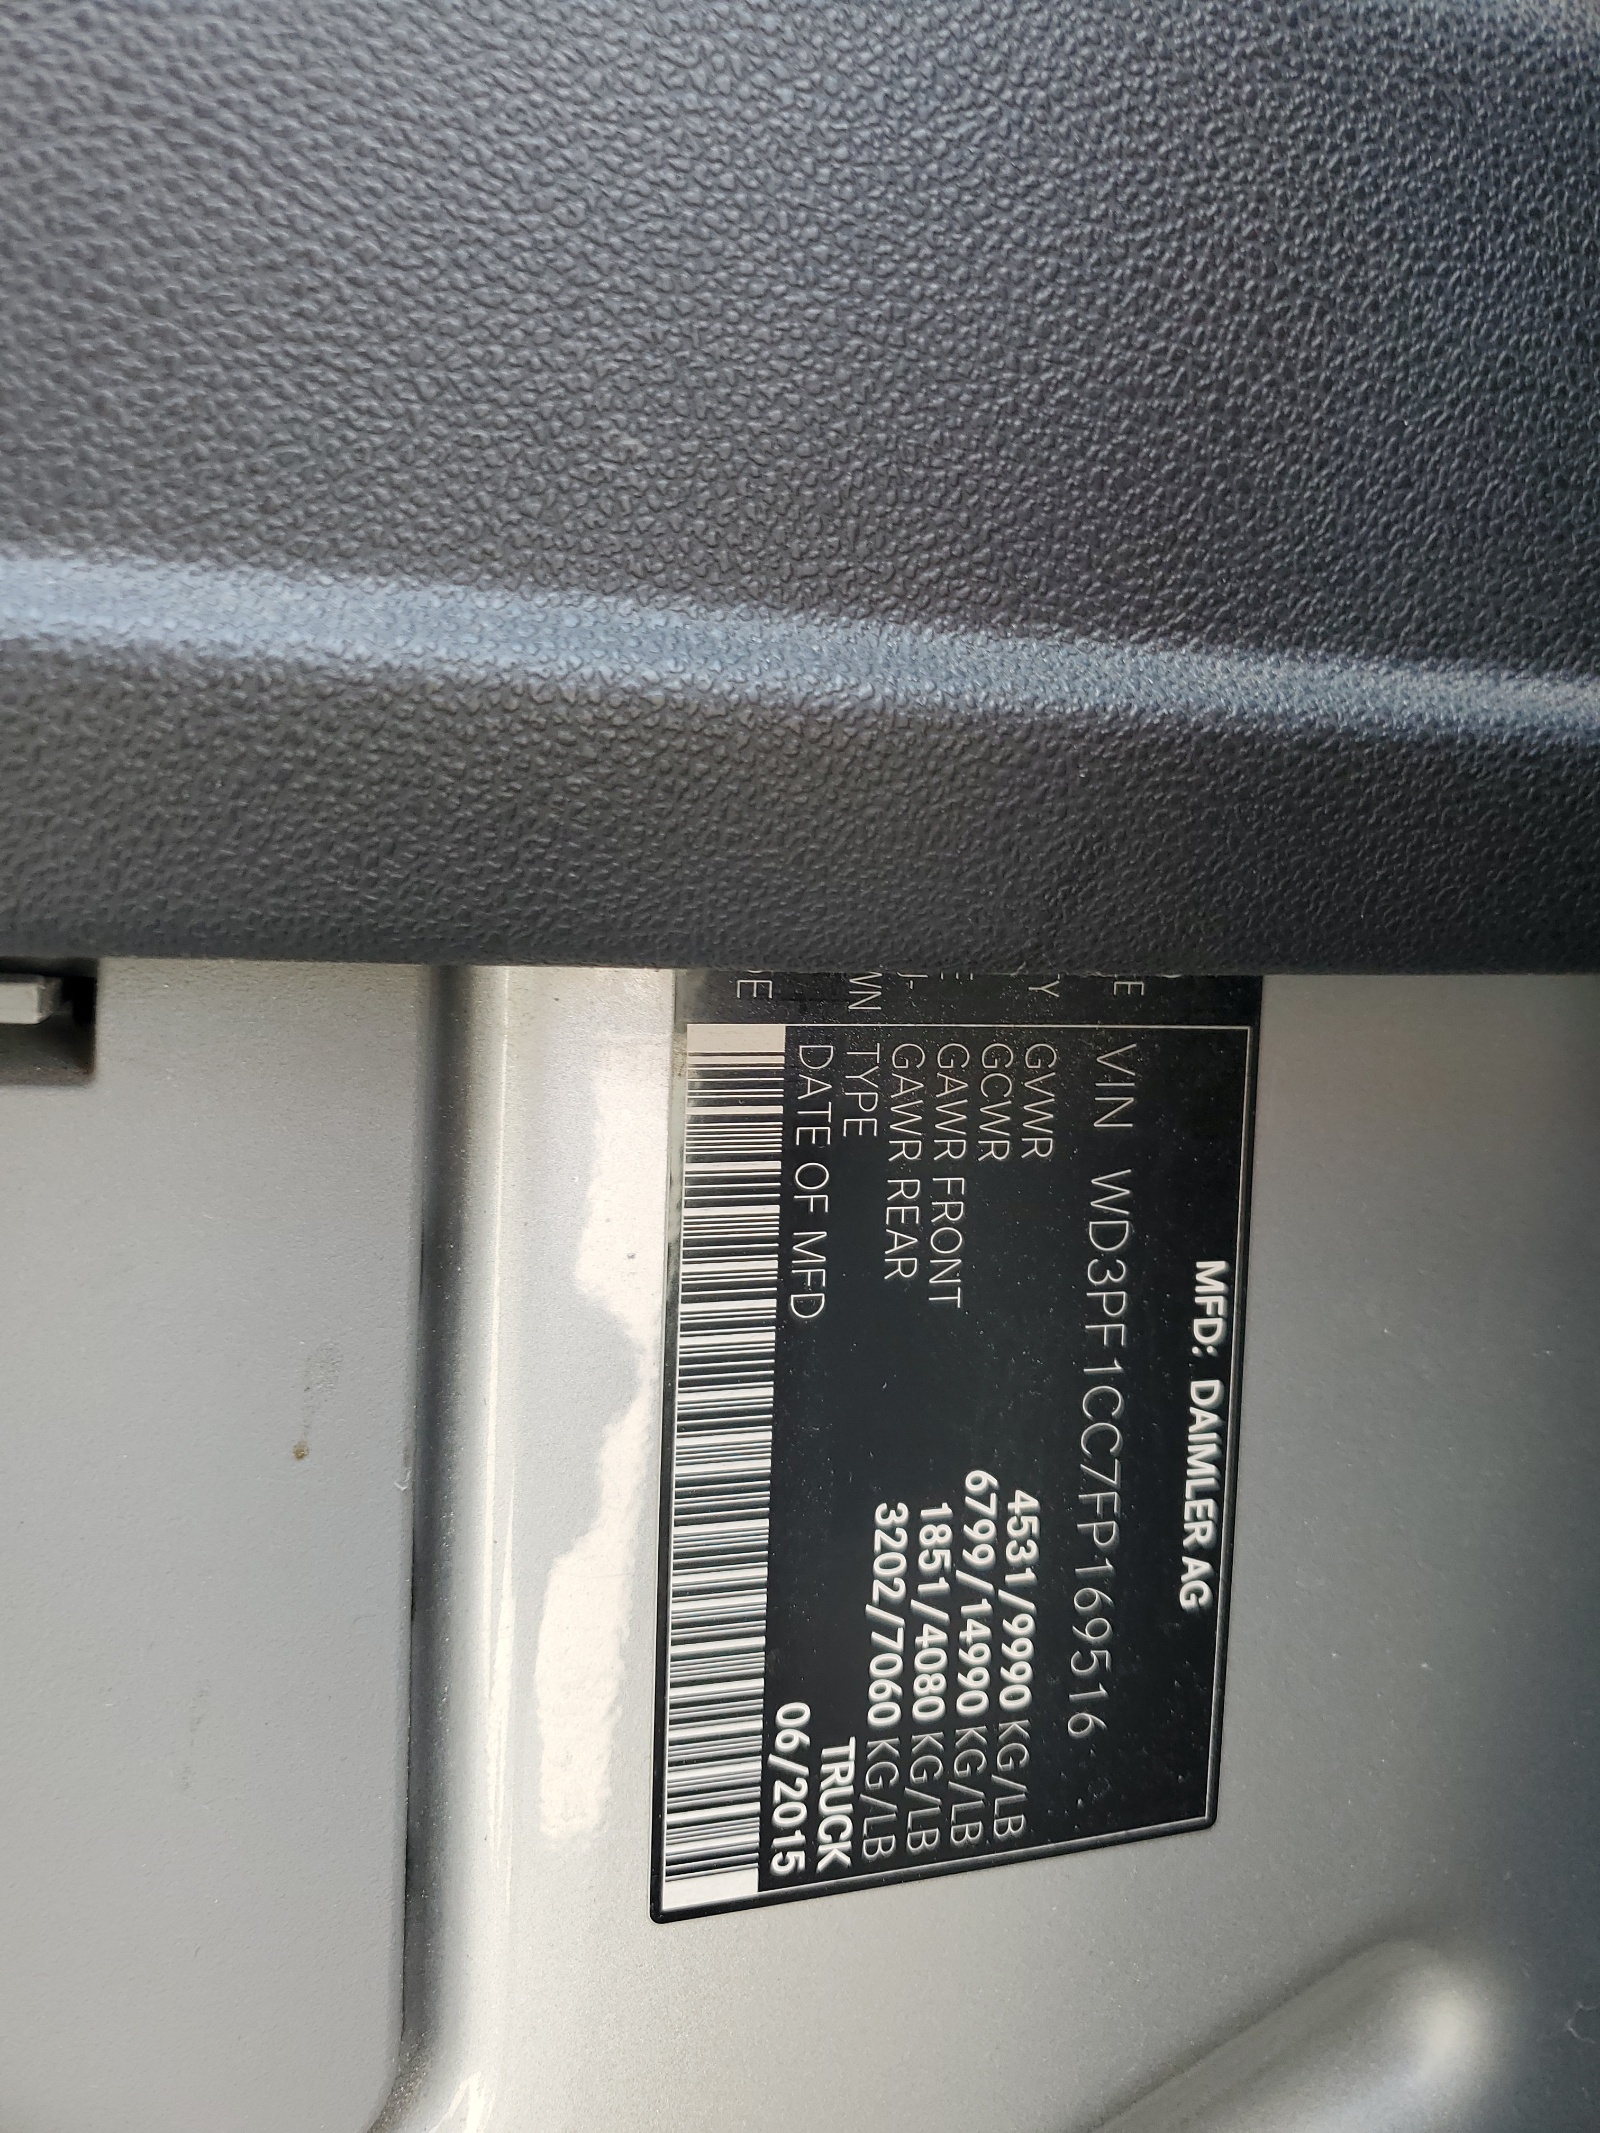 MFD: DAIMLER AG
VIN WD3PF1CC7FP169516
GVWR 4531/9990 KG/LB
GCWR 6799/14990 KG/LB
GAWR FRONT 1851/4080 KG/LB
GAWR REAR 3202/7060 KG/LB
TYPE TRUCK
DATE OF MFD 06/2015